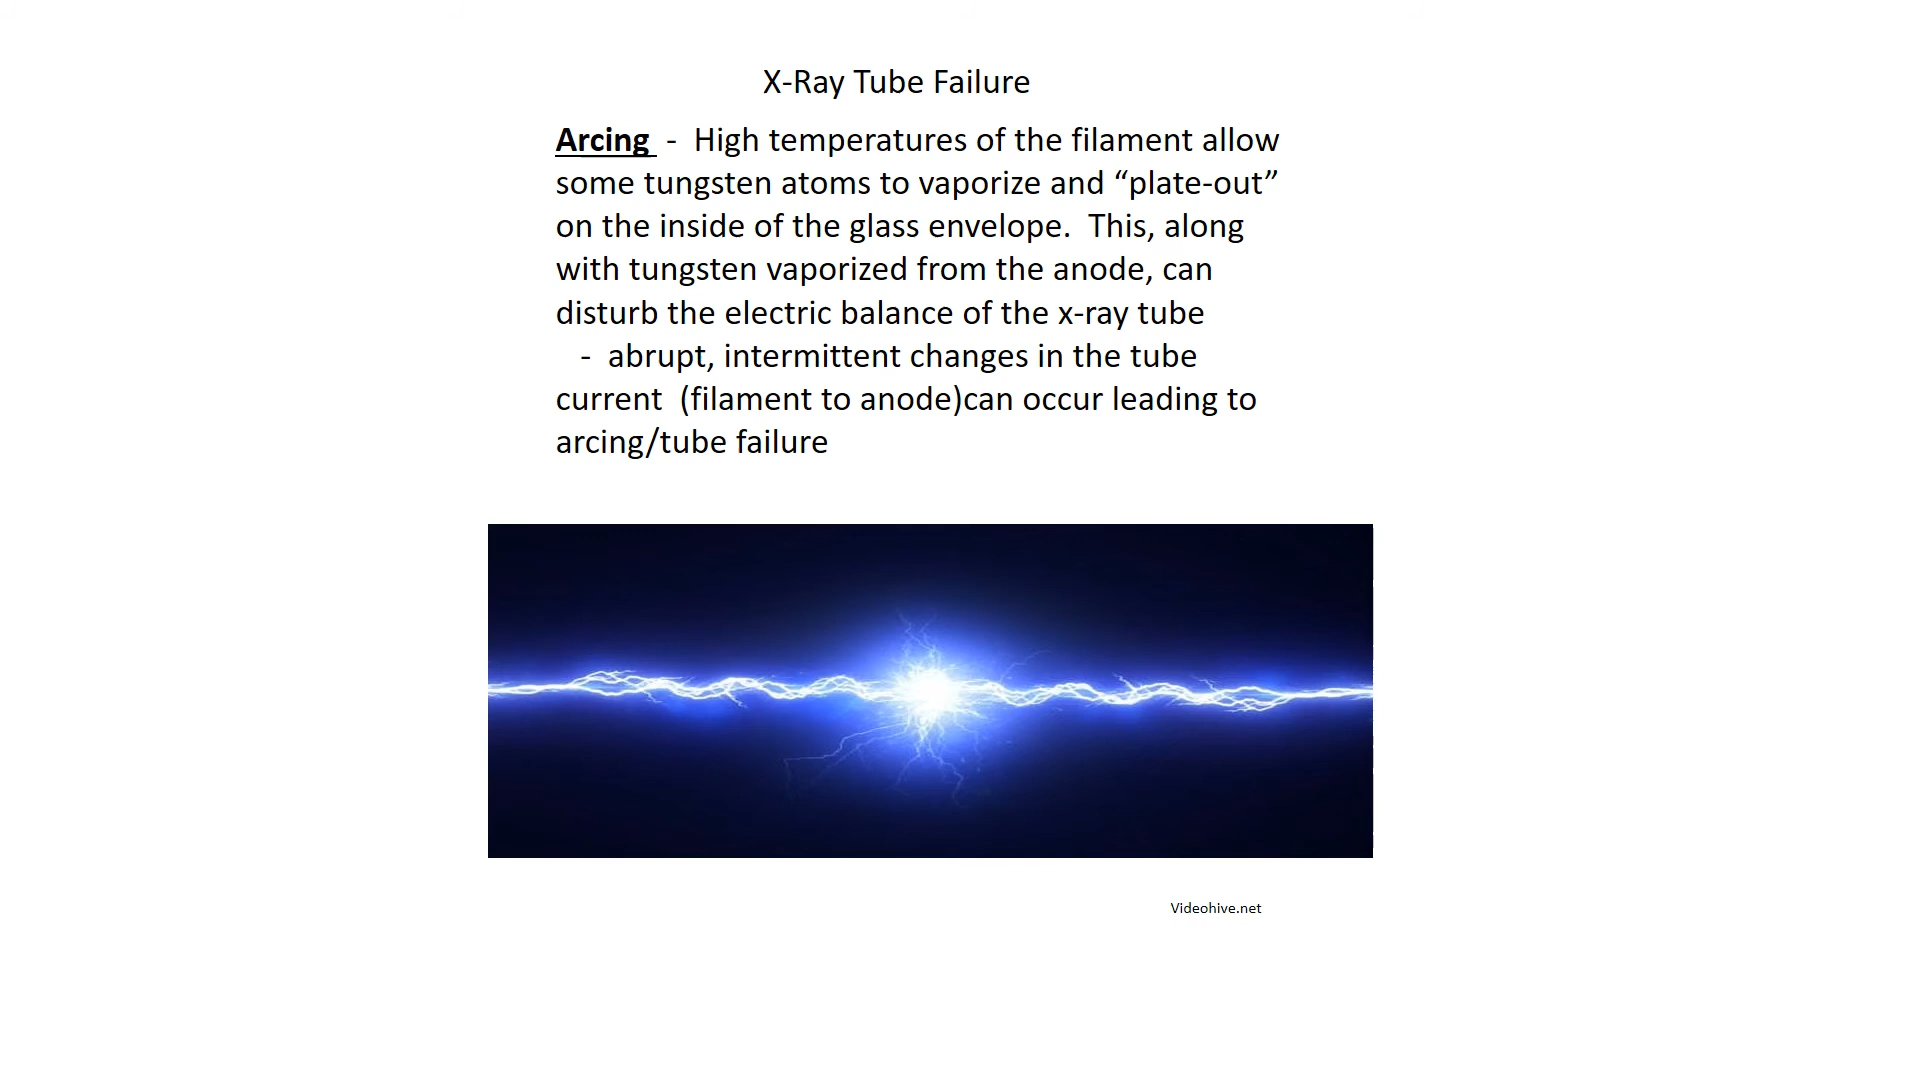 X-Ray Tube Failure
Arcing - High temperatures of the filament allow
some tungsten atoms to vaporize and “plate-out”
on the inside of the glass envelope. This, along
with tungsten vaporized from the anode, can
disturb the electric balance of the x-ray tube
- abrupt, intermittent changes in the tube
current (filament to anode)can occur leading to
arcing/tube failure
Videohive.net